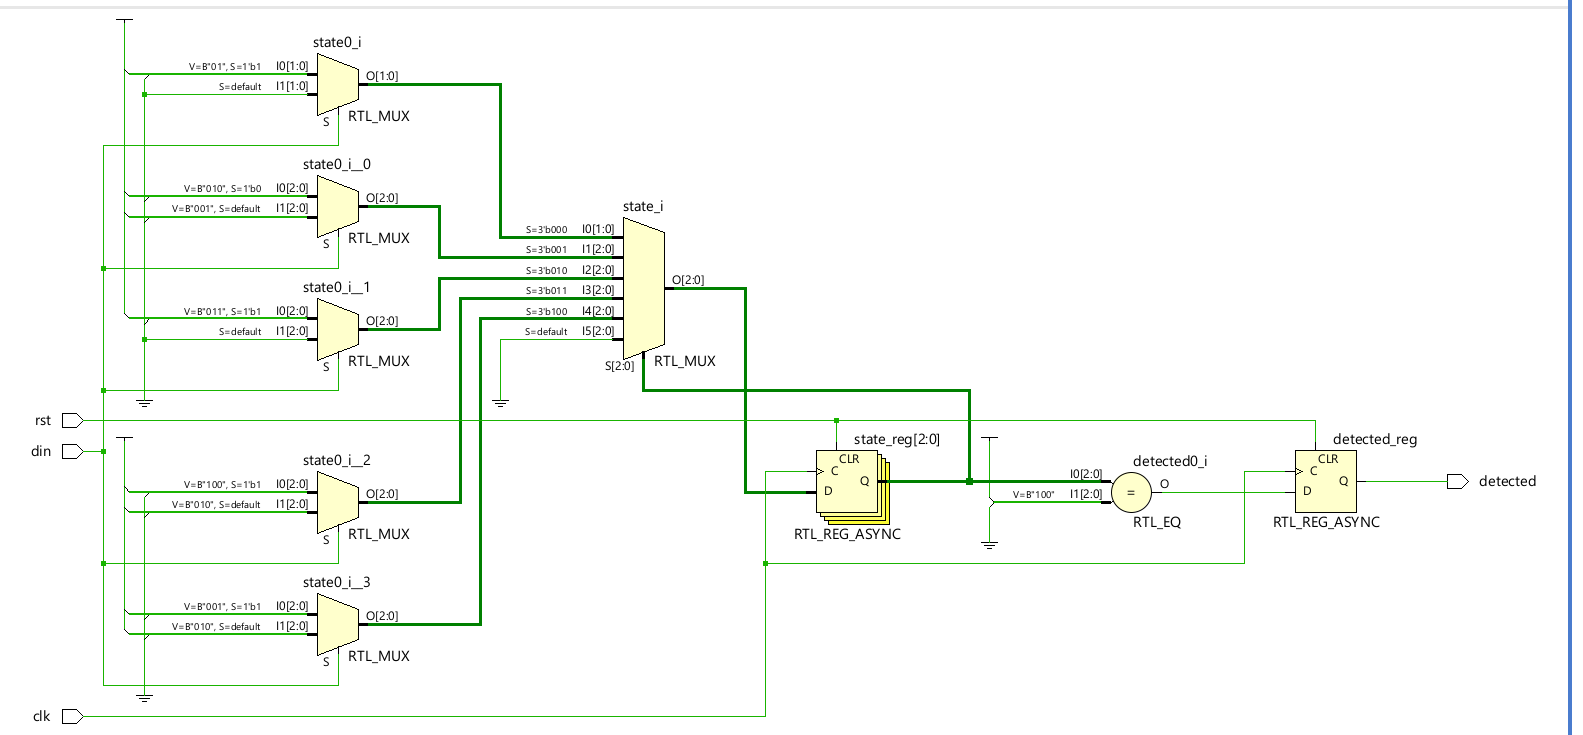 state0_i
V=B"01", S=1'b1 I0[1:0]
S=default I1[1:0]
O[1:0]
S
RTL_MUX
state0_i__0
V=B"010", S=1'b0 I0[2:0]
V=B"001", S=default I1[2:0]
O[2:0]
S
RTL_MUX
state0_i__1
V=B"011", S=1'b1 I0[2:0]
S=default I1[2:0]
O[2:0]
S
RTL_MUX
state_i
S=3'b000 I0[1:0]
S=3'b001 I1[2:0]
S=3'b010 I2[2:0]
S=3'b011 I3[2:0]
S=3'b100 I4[2:0]
S=default I5[2:0]
O[2:0]
S[2:0]
RTL_MUX
rst
din
state0_i__2
V=B"100", S=1'b1 I0[2:0]
V=B"010", S=default I1[2:0]
O[2:0]
S
RTL_MUX
state0_i__3
V=B"001", S=1'b1 I0[2:0]
V=B"010", S=default I1[2:0]
O[2:0]
S
RTL_MUX
clk
state_reg[2:0]
CLR
C
Q
D
RTL_REG_ASYNC
detected0_i
I0[2:0]
V=B"100" I1[2:0]
=
O
RTL_EQ
detected_reg
CLR
C
Q
D
RTL_REG_ASYNC
detected